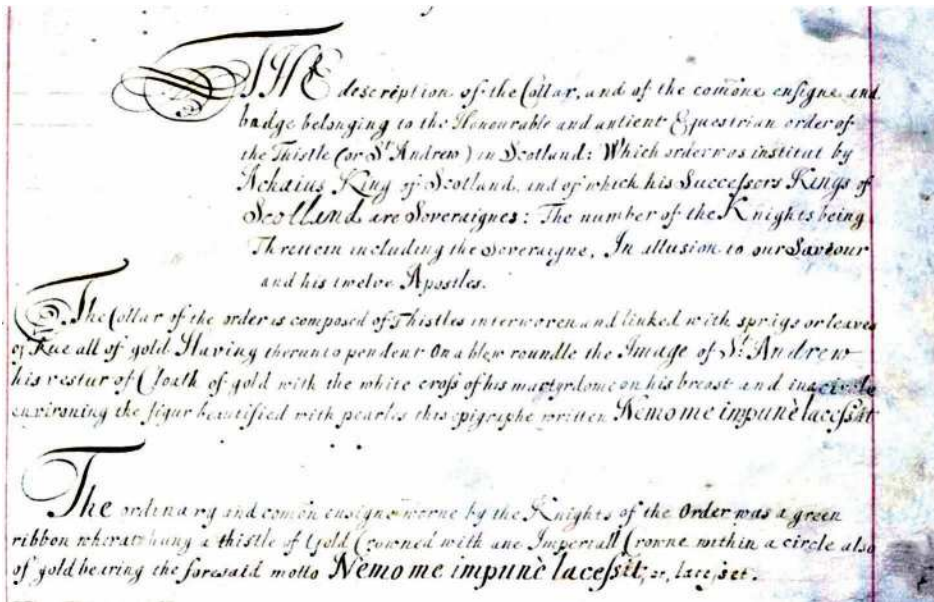 THE description of the Collar, and of the comōne ensigne and
badge belonging to the Honourable and antient Equestrian order of
the Thistle (or St Andrew) in Scotland: Which order was institut by
Achaius King of Scotland, and of which his Successors Kings of
Scotland are Soveraignes: The number of the Knights being
Threttein including the Soveraigne, In allusion to our Saviour
and his twelve Apostles.
The Collar of the order is composed of Thistles interworen and linked with sprigs or leaves
of Rue all of gold Having therunto pendent On a blew roundle the Image of St. Andrew
his vestur of Cloath of gold with the white cross of his martyrdome on his breast and in a circle
environing the figur beautified with pearles this epigraphe written Nemo me impunè lacessit
The ordinary and comōn ensigne worne by the Knights of the Order was a green
ribbon wherat hung a thistle of Gold Crowned with ane Imperiall Crowne within a circle also
of gold bearing the foresaid motto Nemo me impunè lacessit, or, lacesset.